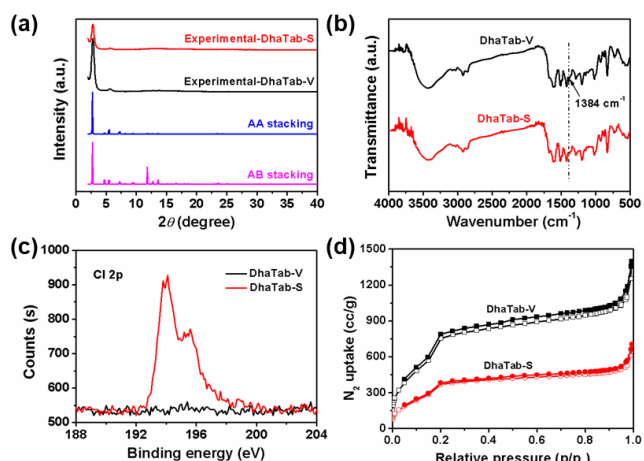 (a)
Experimental-DhaTab-S
Experimental-DhaTab-V
AA stacking
AB stacking
Intensity (a.u.)
0 5 10 15 20 25 30 35 40
2θ (degree)
(b)
DhaTab-V
1384 cm⁻¹
DhaTab-S
Transmittance (a.u.)
4000 3500 3000 2500 2000 1500 1000 500
Wavenumber (cm⁻¹)
(c)
Cl 2p
DhaTab-V
DhaTab-S
Counts (s)
1000
900
800
700
600
500
188 192 196 200 204
Binding energy (eV)
(d)
DhaTab-V
DhaTab-S
N₂ uptake (cc/g)
1500
1200
900
600
300
0
0.0 0.2 0.4 0.6 0.8 1.0
Relative pressure (p/p